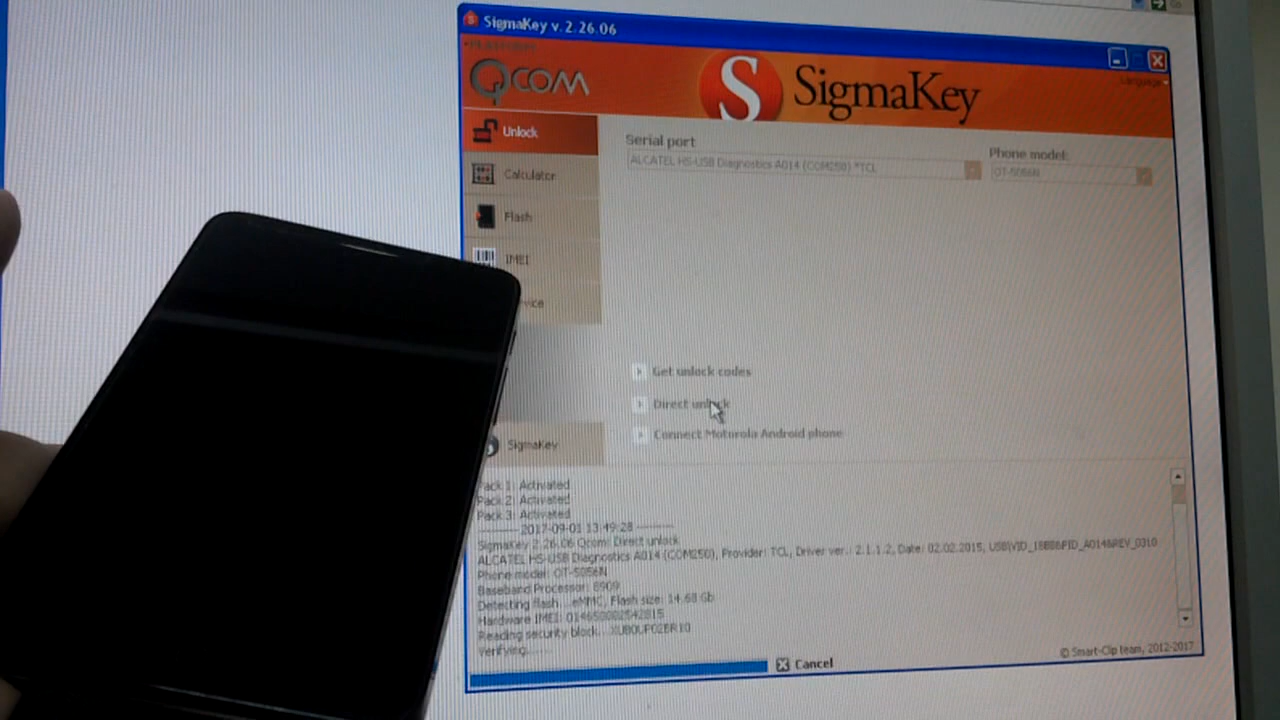 SigmaKey v.2.26.06
QCOM
SigmaKey
Language
Unlock
Calculator
Flash
IMEI
vice
SigmaKey
Serial port
ALCATEL HS-USB Diagnostics A014 (COM250) *TCL
Phone model:
OT-5056N
Get unlock codes
Direct unlock
Connect Motorola Android phone
Pack 1: Activated
Pack 2: Activated
Pack 3: Activated
---------- 2017-09-01 13:49:28 ----------
SigmaKey 2.26.06 Qcom: Direct unlock
ALCATEL HS-USB Diagnostics A014 (COM250), Provider: TCL, Driver ver.: 2.1.1.2, Date: 02.02.2015, USB\VID_1BBB&PID_A014&REV_0310
Phone model: OT-5056N
Baseband Processor: 8909
Detecting flash...eMMC, Flash size: 14.68 Gb
Hardware IMEI:
Reading security block...
Verifying......
Cancel
© Smart-Clip team, 2012-2017